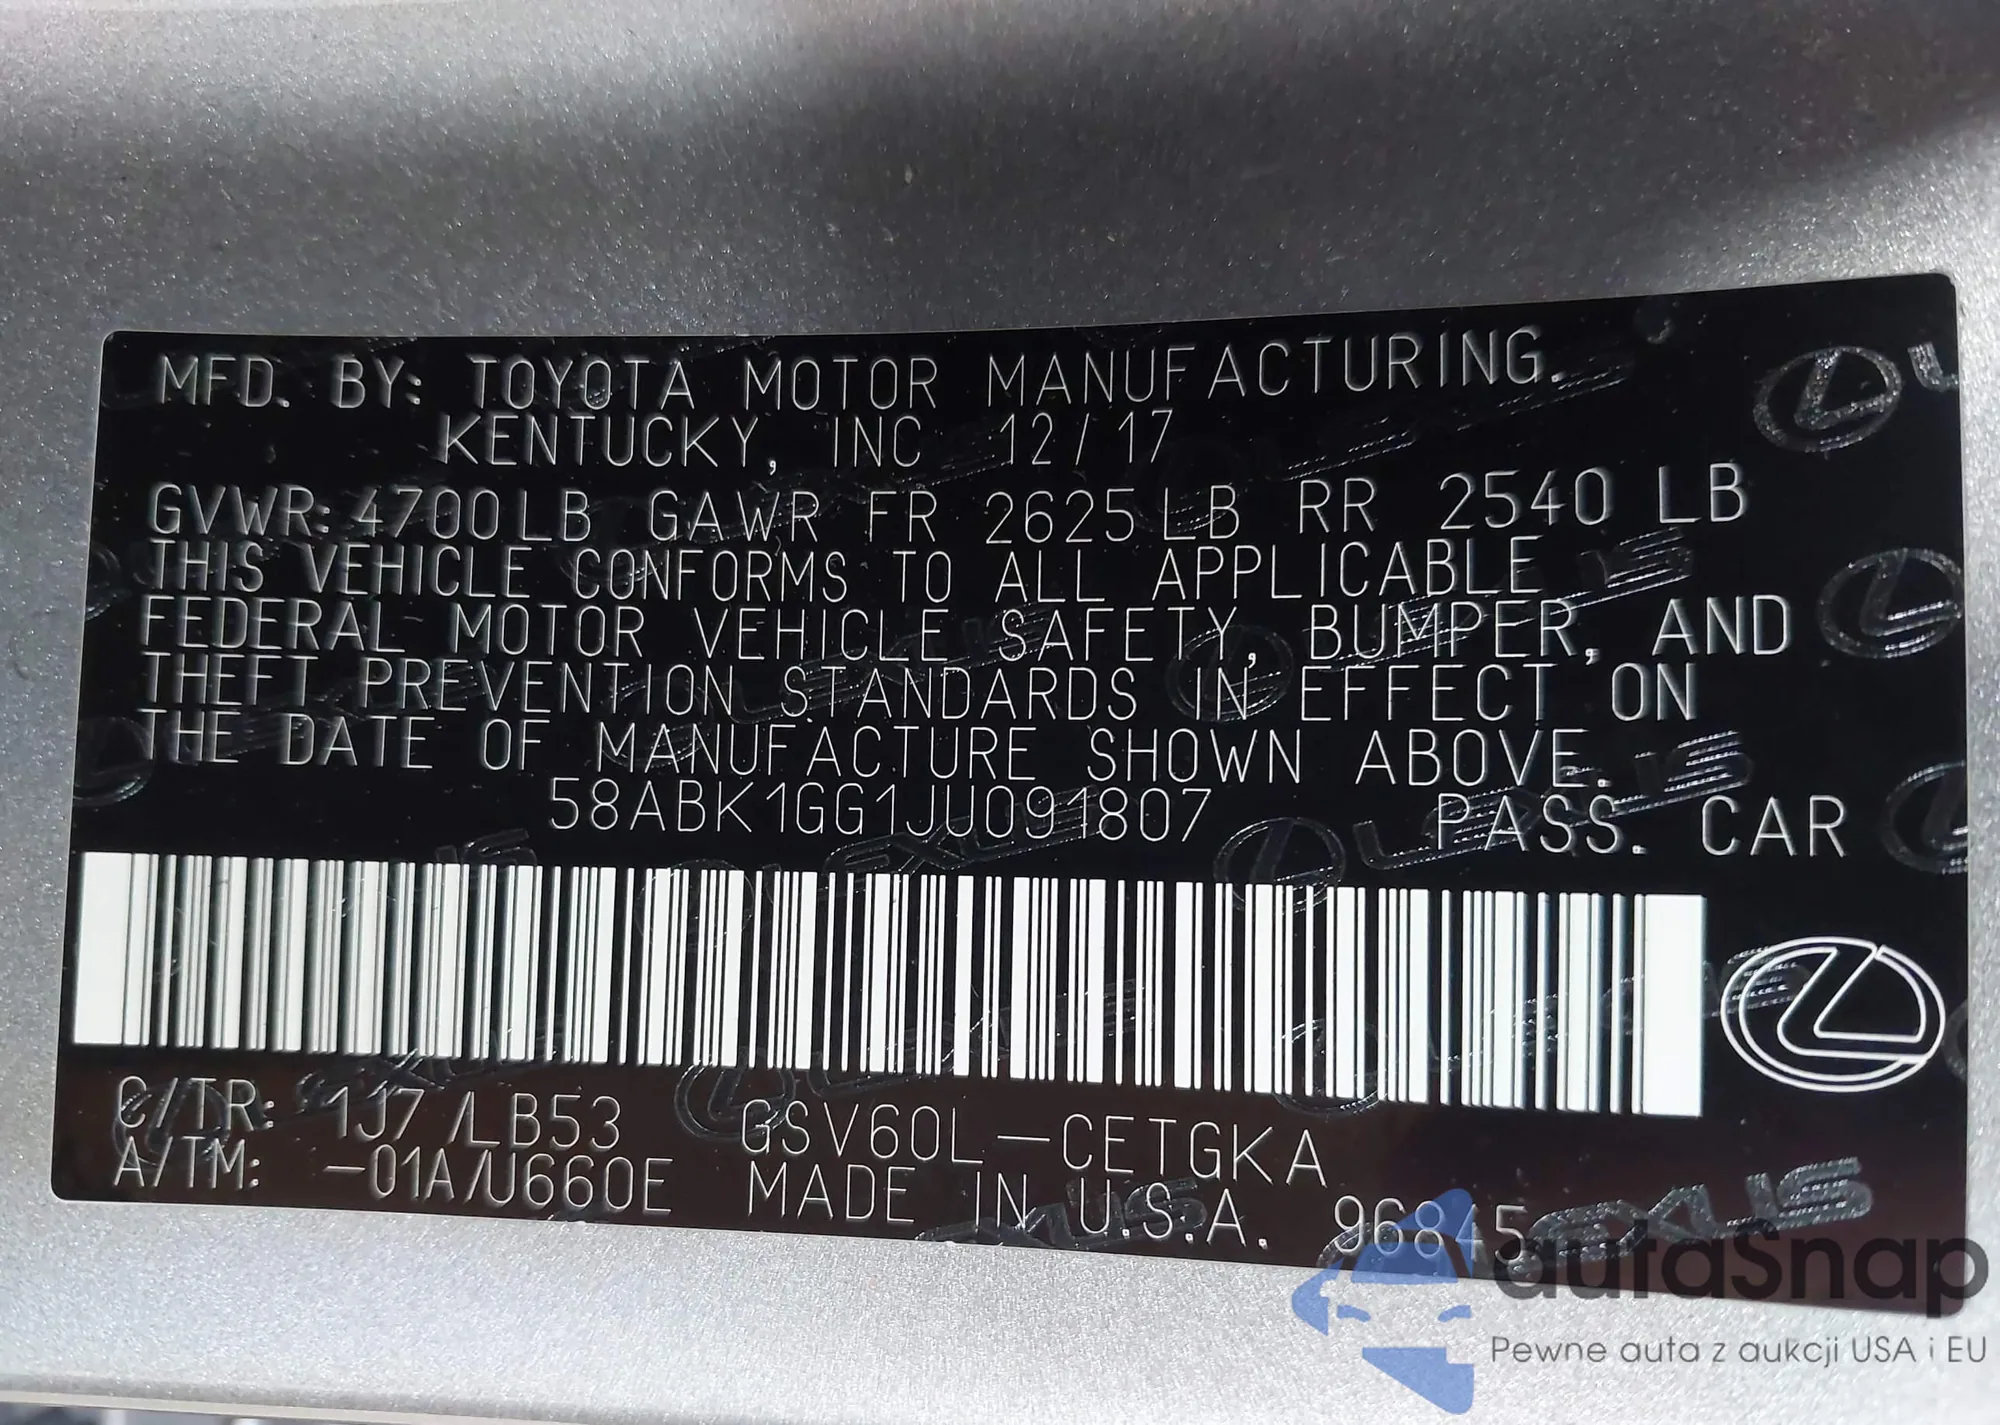 MFD. BY: TOYOTA MOTOR MANUFACTURING.
KENTUCKY, INC 12/17
GVWR: 4700LB GAWR FR 2625LB RR 2540 LB
THIS VEHICLE CONFORMS TO ALL APPLICABLE
FEDERAL MOTOR VEHICLE SAFETY, BUMPER, AND
THEFT PREVENTION STANDARDS IN EFFECT ON
THE DATE OF MANUFACTURE SHOWN ABOVE.
58ABK1GG1JU091807 PASS. CAR
C/TR: 1J7/LB53 GSV60L-CETGKA
A/TM: -01A/U660E MADE IN U.S.A. 96845
LEXUS
autaSnap
Pewne auta z aukcji USA i EU